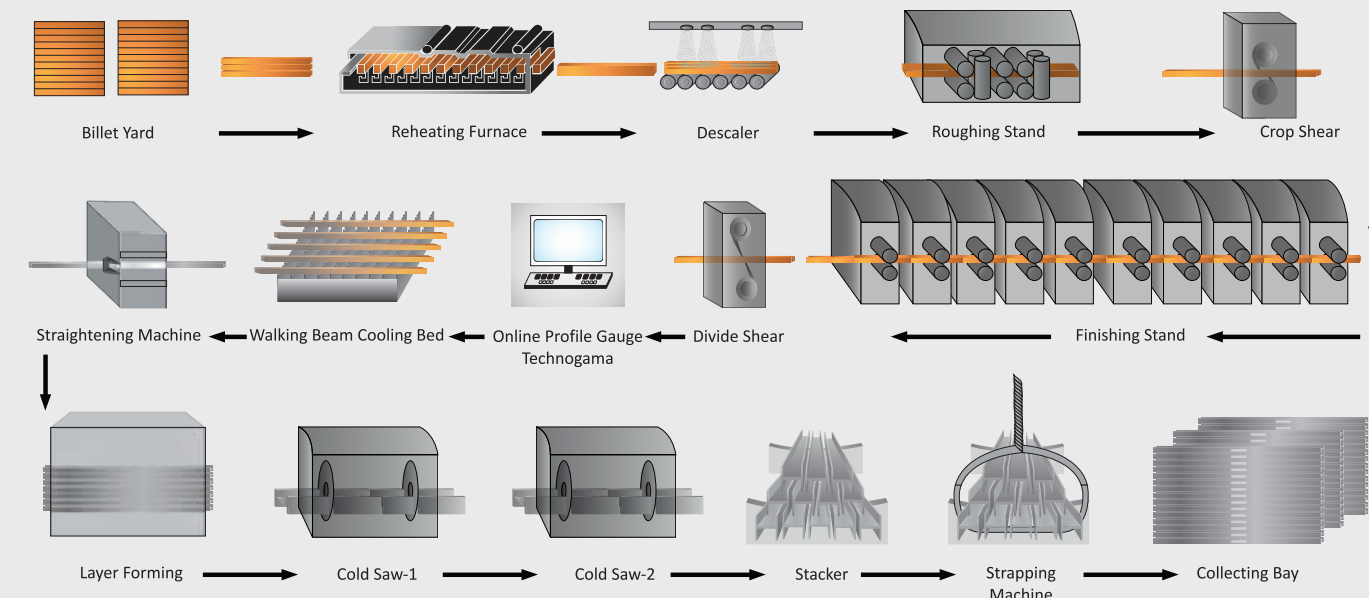 Billet Yard
Reheating Furnace
Descaler
Roughing Stand
Crop Shear
Straightening Machine
Walking Beam Cooling Bed
Online Profile Gauge
Technogama
Divide Shear
Finishing Stand
Layer Forming
Cold Saw-1
Cold Saw-2
Stacker
Strapping
Machine
Collecting Bay